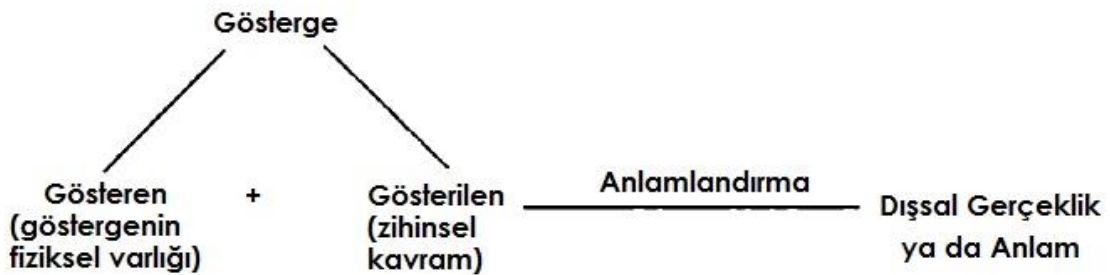 Gösterge
Gösteren + Gösterilen Anlamlandırma Dışsal Gerçeklik
(göstergenin (zihinsel ya da Anlam
fiziksel varlığı) kavram)